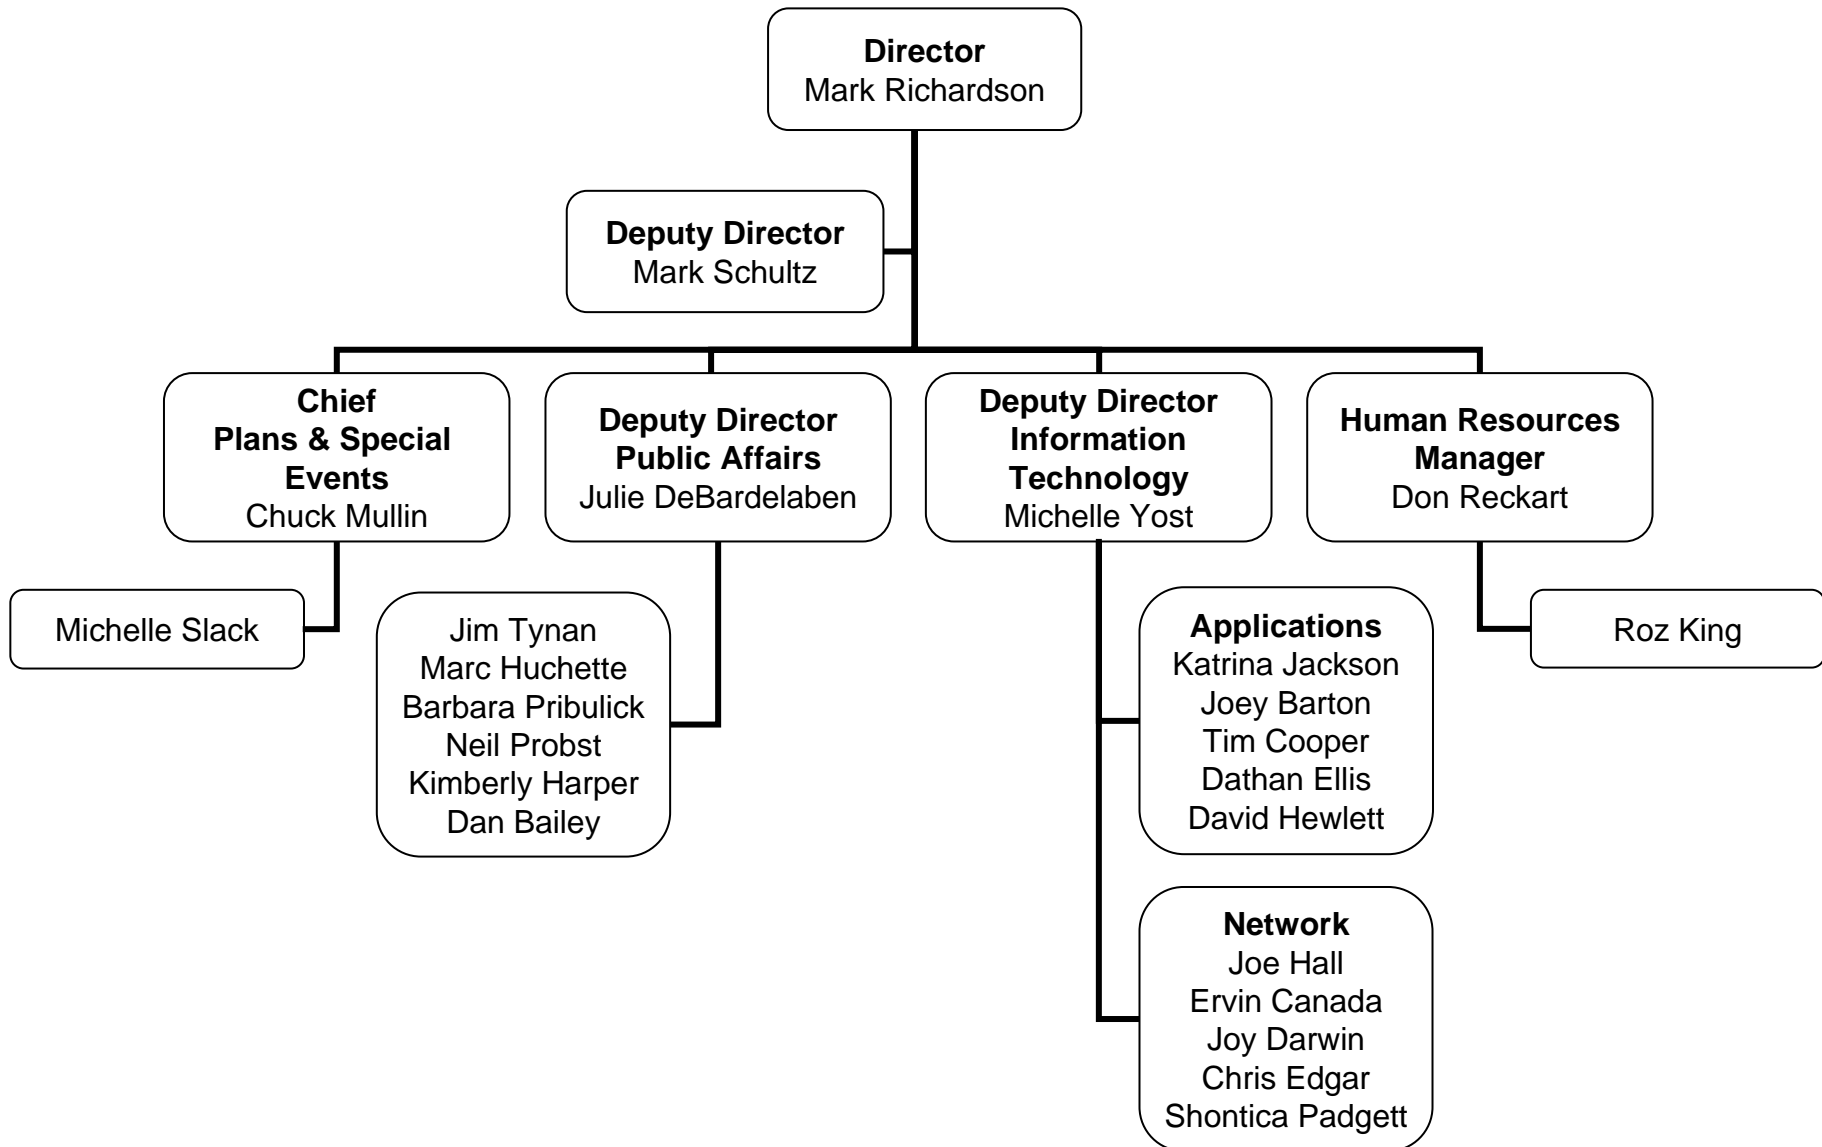 Director
Mark Richardson
Deputy Director
Mark Schultz
Chief
Plans & Special
Events
Chuck Mullin
Deputy Director
Public Affairs
Julie DeBardelaben
Deputy Director
Information
Technology
Michelle Yost
Human Resources
Manager
Don Reckart
Michelle Slack
Jim Tynan
Marc Huchette
Barbara Pribulick
Neil Probst
Kimberly Harper
Dan Bailey
Applications
Katrina Jackson
Joey Barton
Tim Cooper
Dathan Ellis
David Hewlett
Roz King
Network
Joe Hall
Ervin Canada
Joy Darwin
Chris Edgar
Shontica Padgett